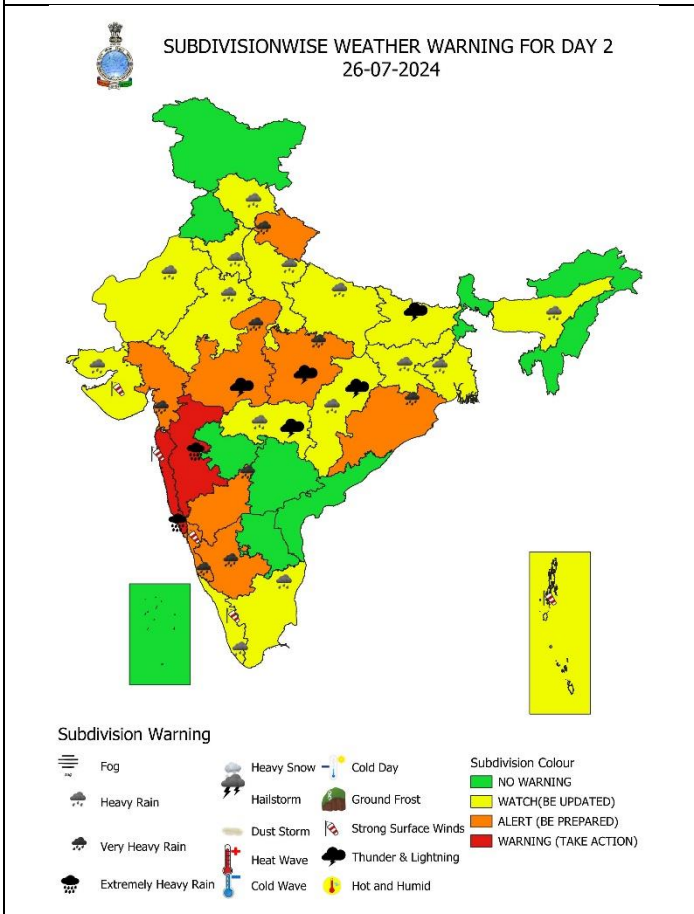 SUBDIVISIONWISE WEATHER WARNING FOR DAY 2
26-07-2024
Subdivision Warning
Fog
Heavy Rain
Very Heavy Rain
Extremely Heavy Rain
Heavy Snow
Hailstorm
Dust Storm
Heat Wave
Cold Wave
Cold Day
Ground Frost
Strong Surface Winds
Thunder & Lightning
Hot and Humid
Subdivision Colour
NO WARNING
WATCH(BE UPDATED)
ALERT (BE PREPARED)
WARNING (TAKE ACTION)